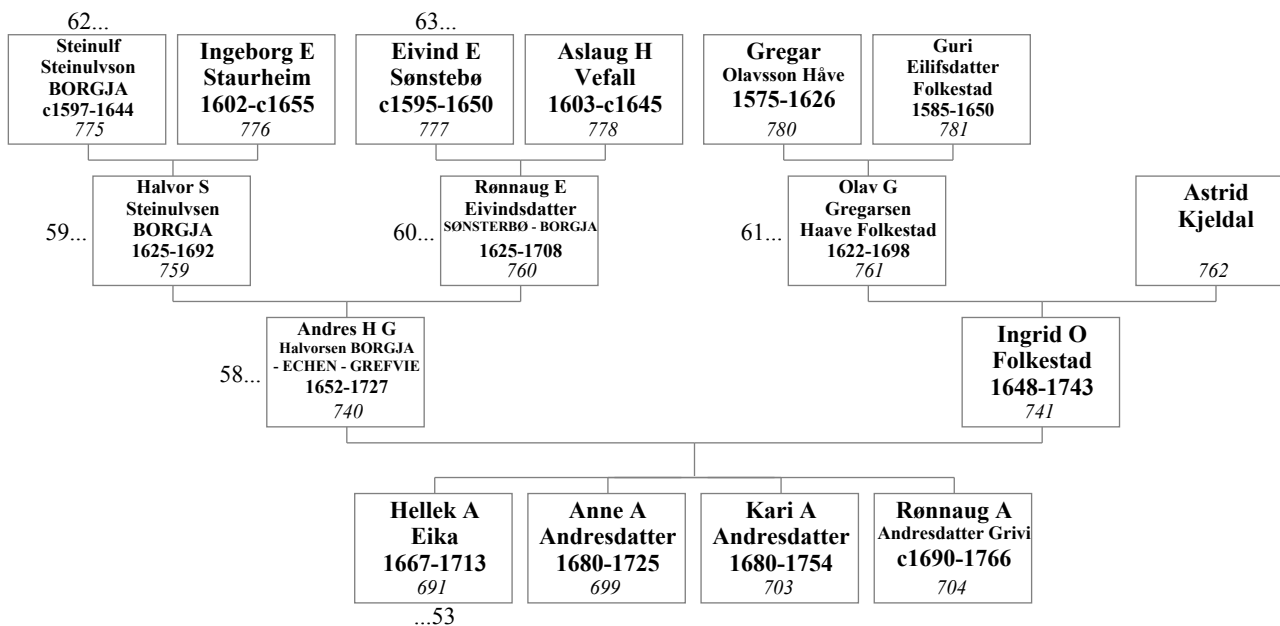 62...
63...
Steinulf
Steinulvson
BORGJA
c1597-1644
775
Ingeborg E
Staurheim
1602-c1655
776
Eivind E
Sønstebø
c1595-1650
777
Aslaug H
Vefall
1603-c1645
778
Gregar
Olavsson Håve
1575-1626
780
Guri
Eilifsdatter
Folkestad
1585-1650
781
59...
Halvor S
Steinulvsen
BORGJA
1625-1692
759
60...
Rønnaug E
Eivindsdatter
SØNSTERBØ - BORGJA
1625-1708
760
61...
Olav G
Gregarsen
Haave Folkestad
1622-1698
761
Astrid
Kjeldal
762
58...
Andres H G
Halvorsen BORGJA
- ECHEN - GREFVIE
1652-1727
740
Ingrid O
Folkestad
1648-1743
741
Hellek A
Eika
1667-1713
691
...53
Anne A
Andresdatter
1680-1725
699
Kari A
Andresdatter
1680-1754
703
Rønnaug A
Andresdatter Grivi
c1690-1766
704